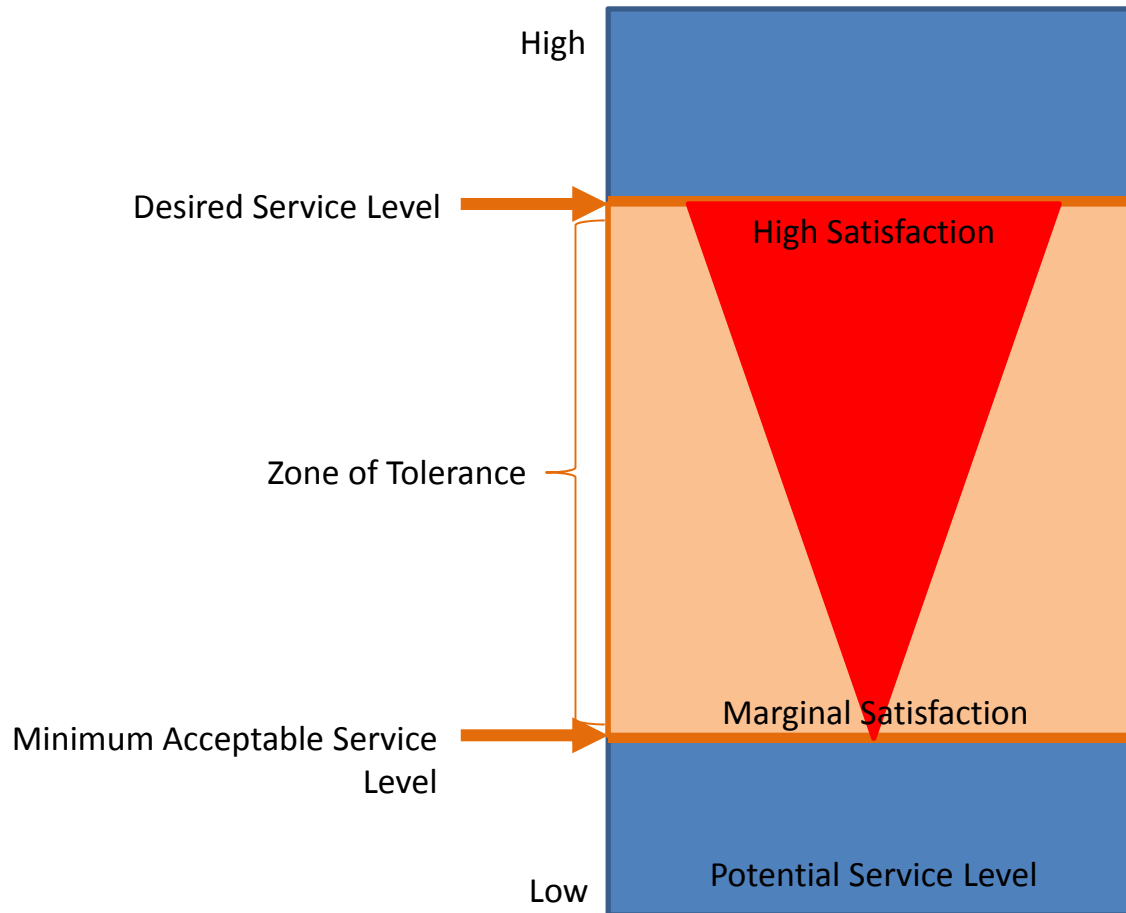 High
Desired Service Level
High Satisfaction
Zone of Tolerance
Marginal Satisfaction
Minimum Acceptable Service
Level
Potential Service Level
Low